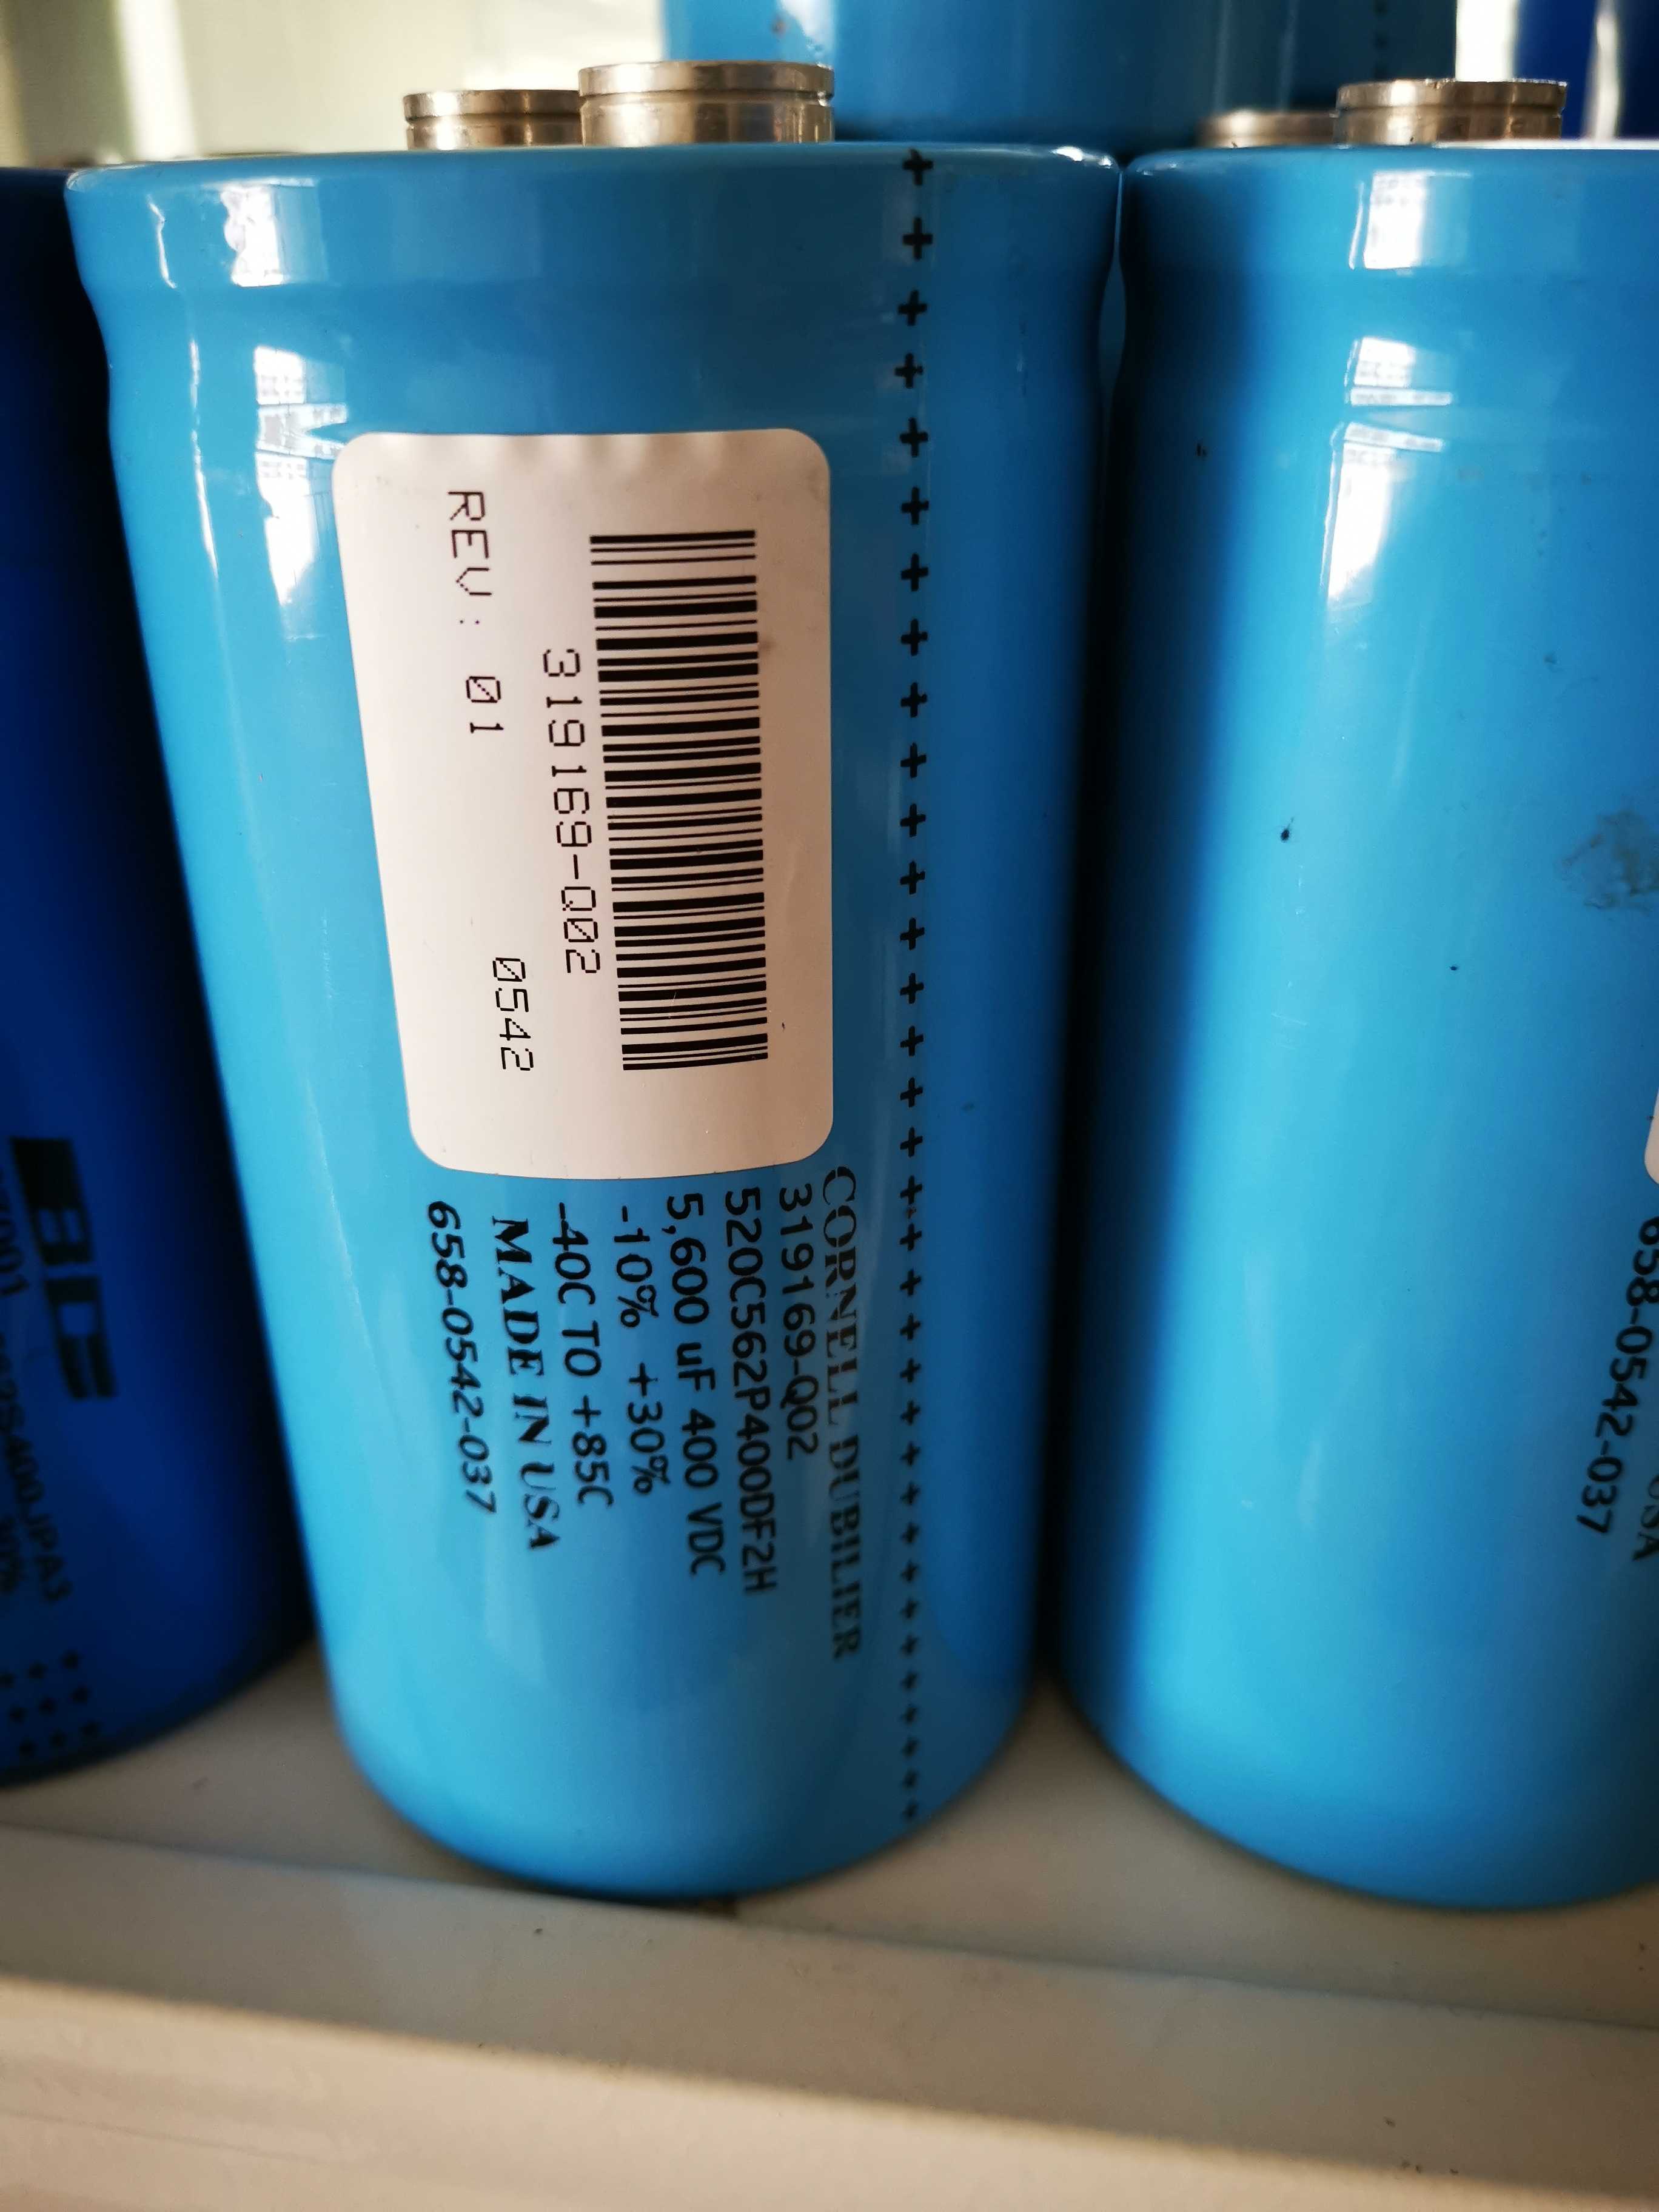 319169-Q02
REV: 01
0542
CORNELL DUBILIER
319169-Q02
520C562P400DF2H
5,600 uF 400 VDC
-10% +30%
-40C TO +85C
MADE IN USA
658-0542-037
USA
658-0542-037